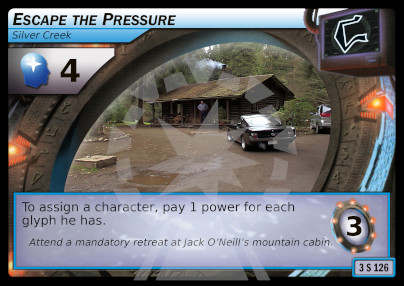 Escape the Pressure
Silver Creek
4
To assign a character, pay 1 power for each
glyph he has.
3
Attend a mandatory retreat at Jack O'Neill's mountain cabin.
3 S 126